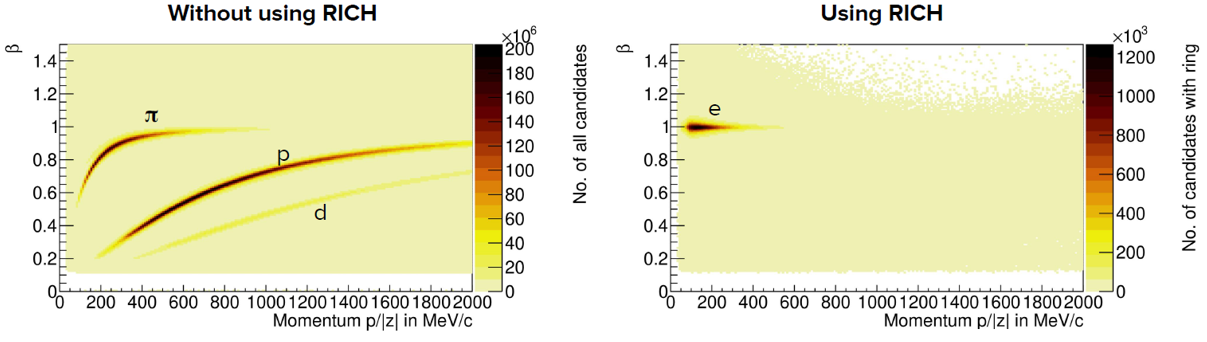 Without using RICH
×10⁶
β
1.4
1.2
1
0.8
0.6
0.4
0.2
0
π
p
d
0 200 400 600 800 1000 1200 1400 1600 1800 2000
Momentum p/|z| in MeV/c
200
180
160
140
120
100
80
60
40
20
0
No. of all candidates
Using RICH
×10³
β
1.4
1.2
1
0.8
0.6
0.4
0.2
0
e
0 200 400 600 800 1000 1200 1400 1600 1800 2000
Momentum p/|z| in MeV/c
1200
1000
800
600
400
200
0
No. of candidates with ring